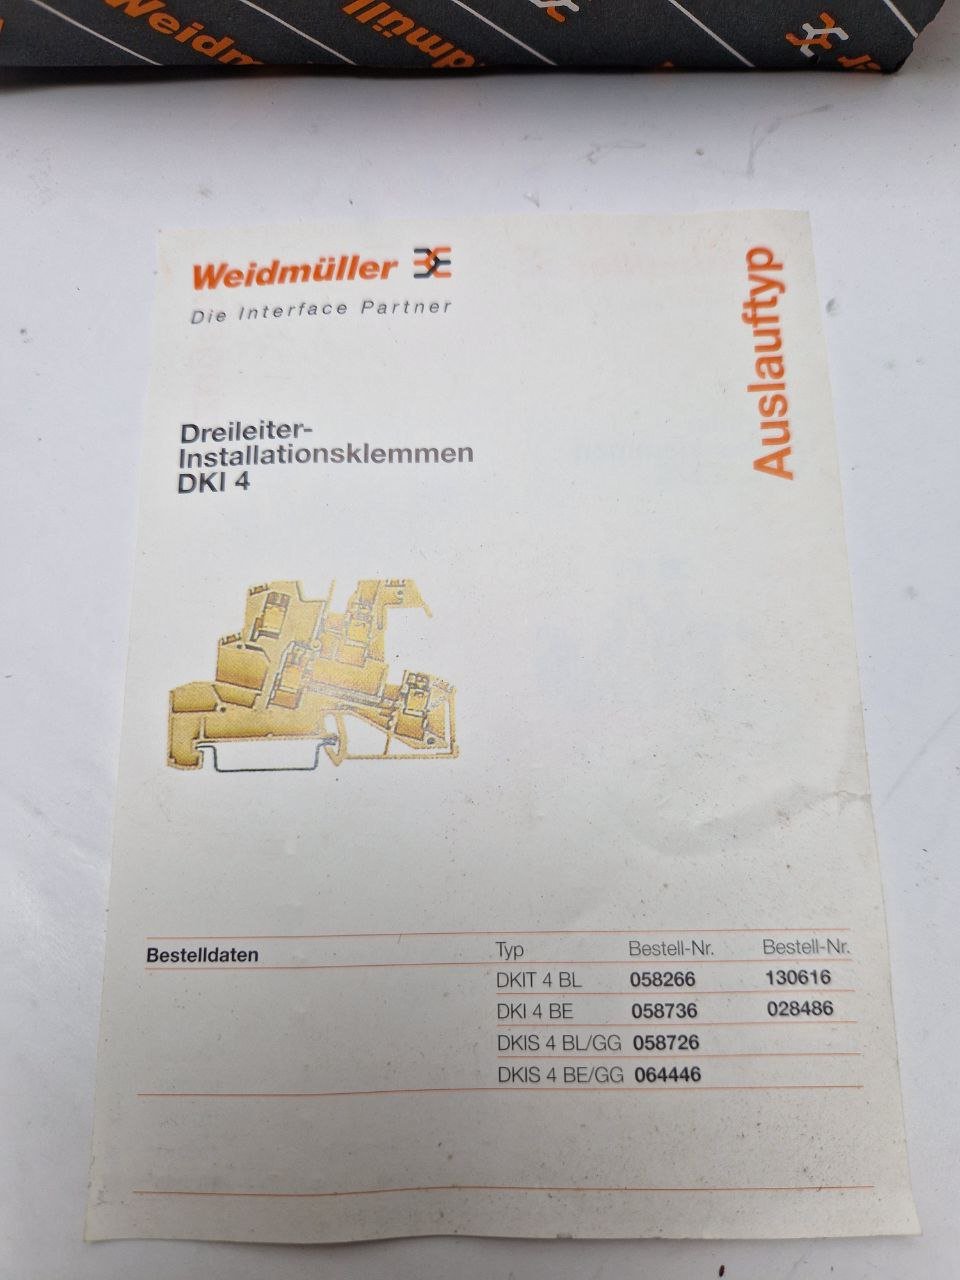 Weidmüller
Weidmüller
Die Interface Partner
Auslauftyp
Dreileiter-
Installationsklemmen
DKI 4
Bestelldaten Typ Bestell-Nr. Bestell-Nr.
DKIT 4 BL 058266 130616
DKI 4 BE 058736 028486
DKIS 4 BL/GG 058726
DKIS 4 BE/GG 064446